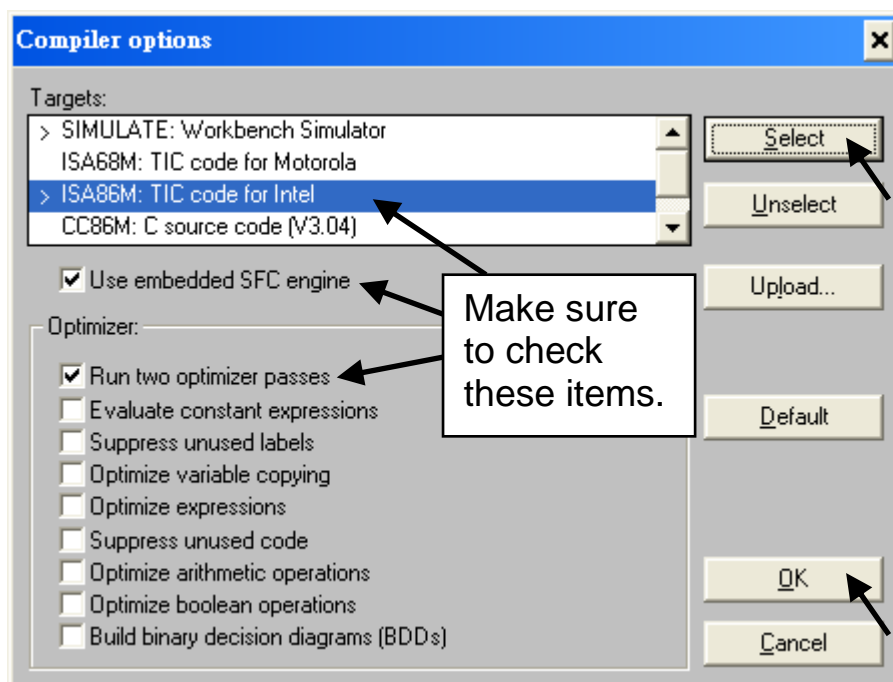 Compiler options
Targets:
> SIMULATE: Workbench Simulator
ISA68M: TIC code for Motorola
> ISA86M: TIC code for Intel
CC86M: C source code (V3.04)
Select
Unselect
Upload...
Use embedded SFC engine
Make sure
to check
these items.
Optimizer:
Run two optimizer passes
Evaluate constant expressions
Suppress unused labels
Optimize variable copying
Optimize expressions
Suppress unused code
Optimize arithmetic operations
Optimize boolean operations
Build binary decision diagrams (BDDs)
Default
OK
Cancel